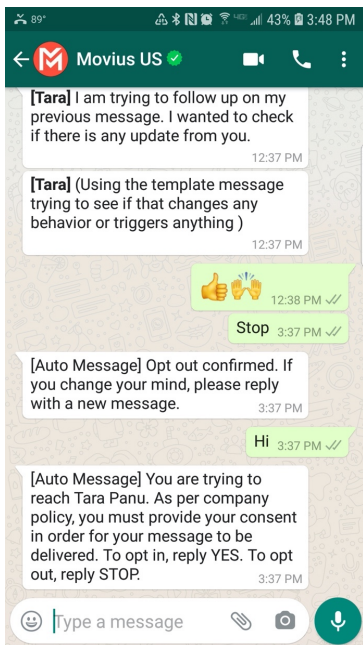 89° 4G 43% 3:48 PM
Movius US
[Tara] I am trying to follow up on my
previous message. I wanted to check
if there is any update from you.
12:37 PM
[Tara] (Using the template message
trying to see if that changes any
behavior or triggers anything )
12:37 PM
👍🙌 12:38 PM
Stop 3:37 PM
[Auto Message] Opt out confirmed. If
you change your mind, please reply
with a new message. 3:37 PM
Hi 3:37 PM
[Auto Message] You are trying to
reach Tara Panu. As per company
policy, you must provide your consent
in order for your message to be
delivered. To opt in, reply YES. To opt
out, reply STOP. 3:37 PM
Type a message